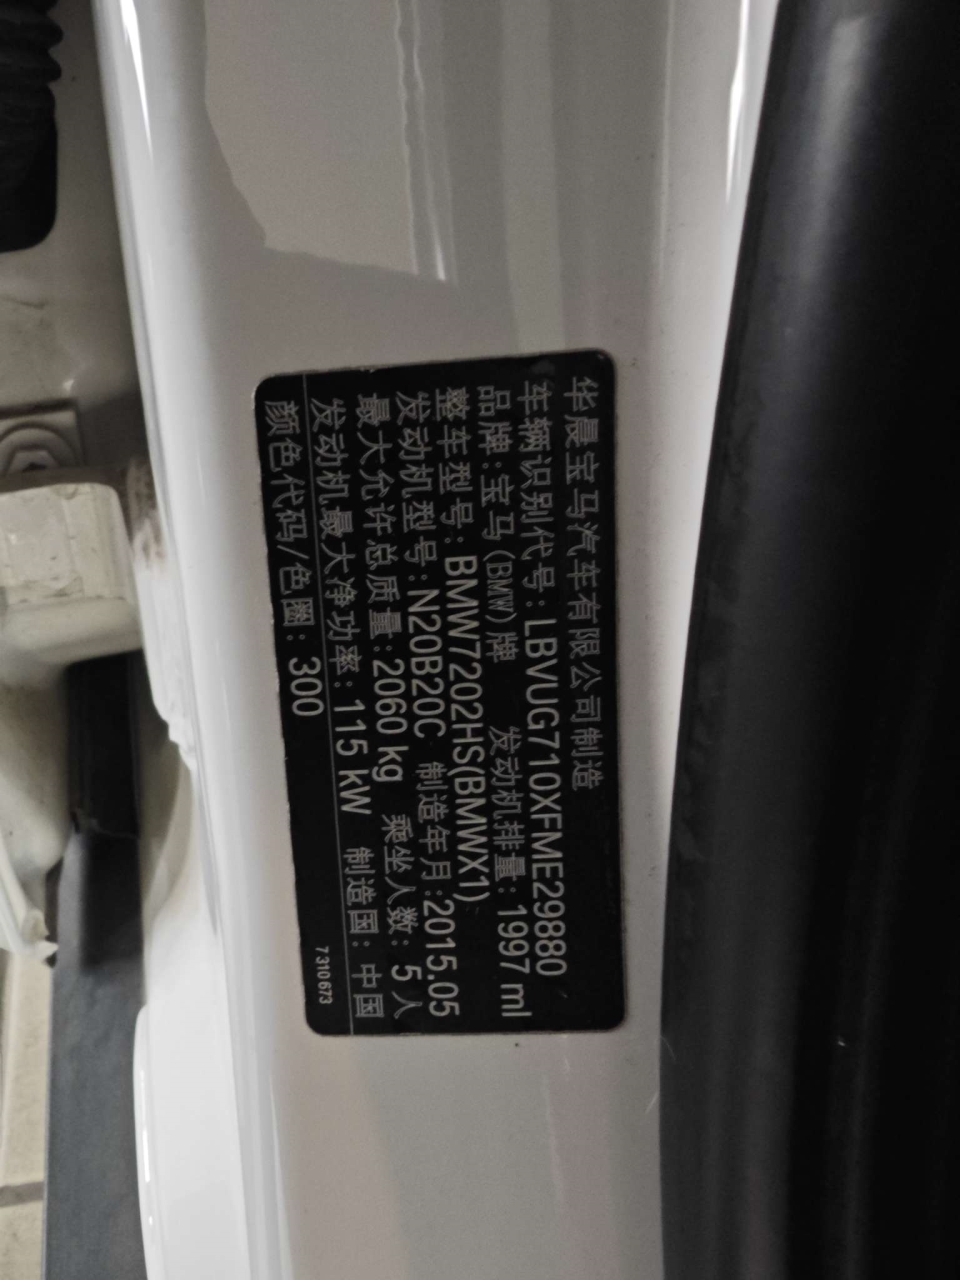 华晨宝马汽车有限公司制造
车辆识别代号:LBVUG710XFME29880
品牌:宝马(BMW)牌 发动机排量:1997 ml
整车型号:BMW7202HS(BMWX1)
发动机型号:N20B20C 制造年月:2015.05
最大允许总质量:2060 kg 乘坐人数: 5人
发动机最大净功率:115 kW 制造国:中国
颜色代码/色圈: 300
7310673